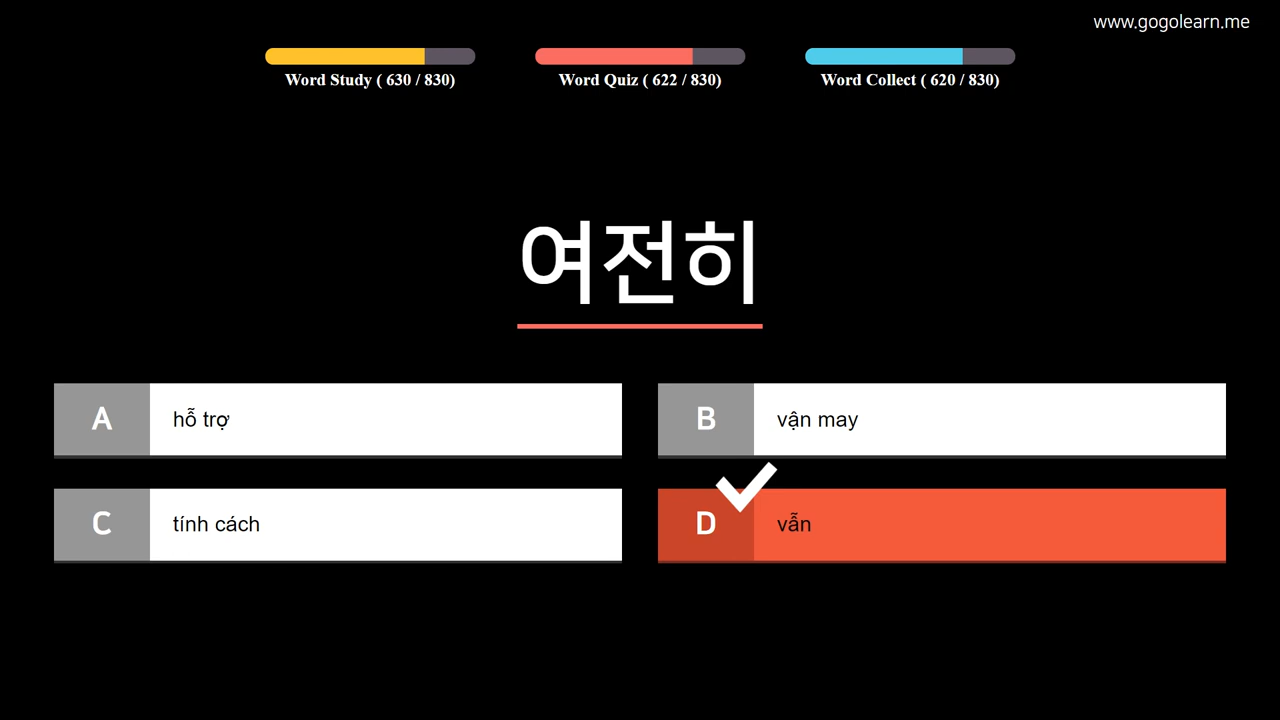 www.gogolearn.me
Word Study ( 630 / 830)
Word Quiz ( 622 / 830)
Word Collect ( 620 / 830)
여전히
A hỗ trợ
B vận may
C tính cách
D vẫn